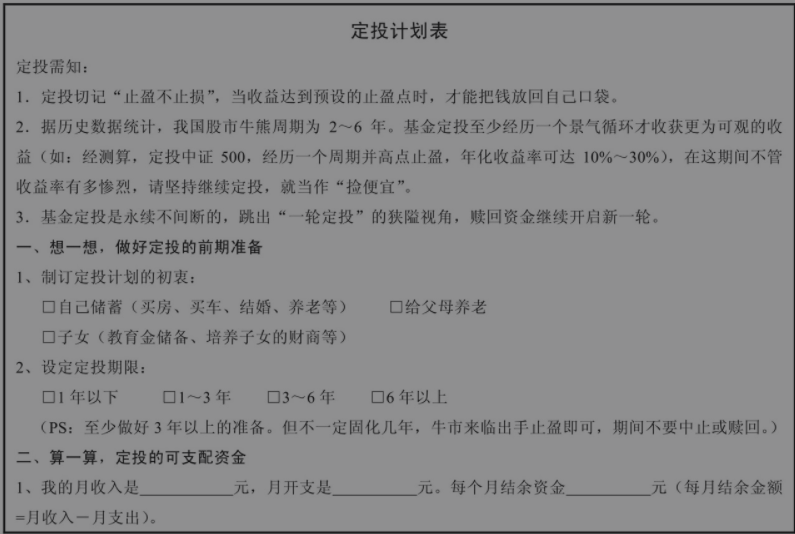 定投计划表
定投需知：
1．定投切记“止盈不止损”，当收益达到预设的止盈点时，才能把钱放回自己口袋。
2．据历史数据统计，我国股市牛熊周期为 2～6 年。基金定投至少经历一个景气循环才收获更为可观的收
益（如：经测算，定投中证 500，经历一个周期并高点止盈，年化收益率可达 10%～30%），在这期间不管
收益率有多惨烈，请坚持继续定投，就当作“捡便宜”。
3．基金定投是永续不间断的，跳出“一轮定投”的狭隘视角，赎回资金继续开启新一轮。
一、想一想，做好定投的前期准备
1、制订定投计划的初衷：
□自己储蓄（买房、买车、结婚、养老等） □给父母养老
□子女（教育金储备、培养子女的财商等）
2、设定定投期限：
□1 年以下 □1～3 年 □3～6 年 □6 年以上
（PS：至少做好 3 年以上的准备。但不一定固化几年，牛市来临出手止盈即可，期间不要中止或赎回。）
二、算一算，定投的可支配资金
1、我的月收入是_________元，月开支是_________元。每个月结余资金_________元（每月结余金额
=月收入－月支出）。